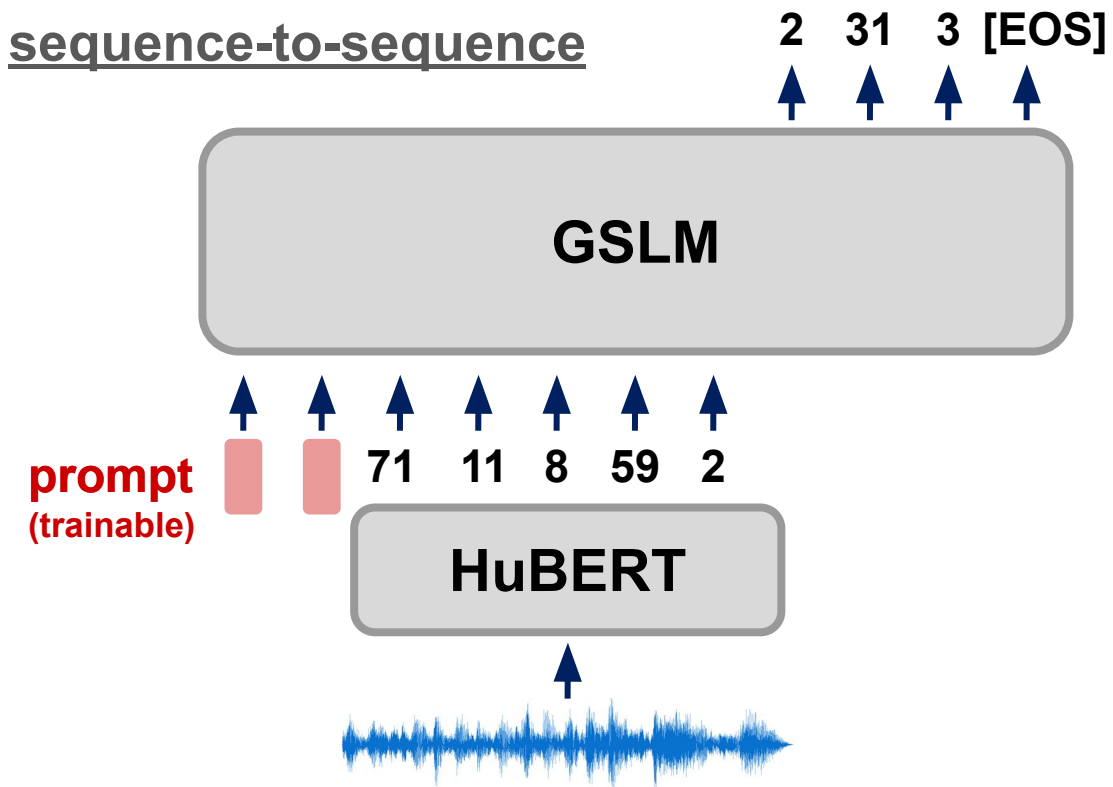 sequence-to-sequence
2 31 3 [EOS]
GSLM
prompt
(trainable)
71 11 8 59 2
HuBERT